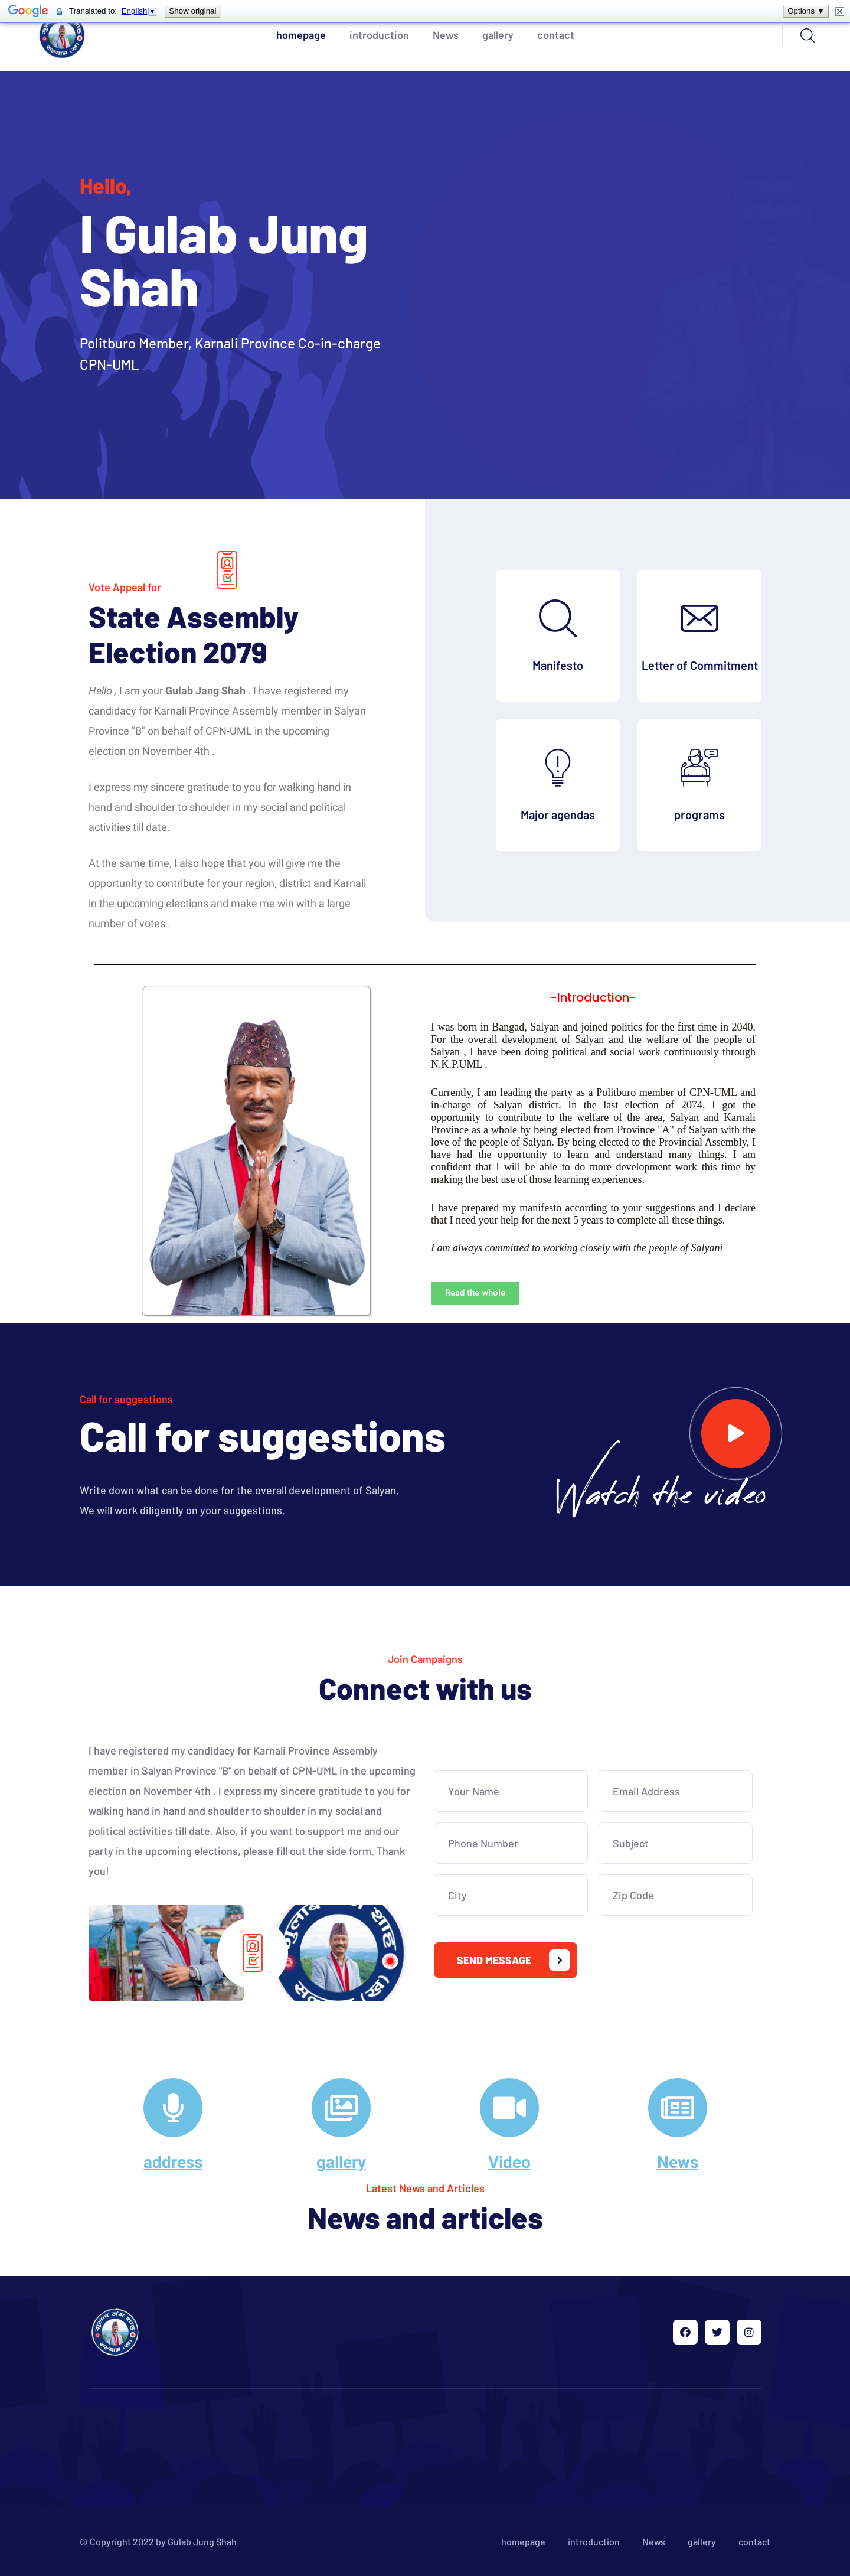 Google Translated to: English ▼ Show original Options ▼
homepage introduction News gallery contact
Hello,
I Gulab Jung
Shah
Politburo Member, Karnali Province Co-in-charge
CPN-UML
Vote Appeal for
State Assembly
Election 2079
Hello , I am your Gulab Jang Shah . I have registered my
candidacy for Karnali Province Assembly member in Salyan
Province "B" on behalf of CPN-UML in the upcoming
election on November 4th .
I express my sincere gratitude to you for walking hand in
hand and shoulder to shoulder in my social and political
activities till date.
At the same time, I also hope that you will give me the
opportunity to contribute for your region, district and Karnali
in the upcoming elections and make me win with a large
number of votes .
Manifesto
Letter of Commitment
Major agendas
programs
-Introduction-
I was born in Bangad, Salyan and joined politics for the first time in 2040.
For the overall development of Salyan and the welfare of the people of
Salyan , I have been doing political and social work continuously through
N.K.P.UML .
Currently, I am leading the party as a Politburo member of CPN-UML and
in-charge of Salyan district. In the last election of 2074, I got the
opportunity to contribute to the welfare of the area, Salyan and Karnali
Province as a whole by being elected from Province "A" of Salyan with the
love of the people of Salyan. By being elected to the Provincial Assembly, I
have had the opportunity to learn and understand many things. I am
confident that I will be able to do more development work this time by
making the best use of those learning experiences.
I have prepared my manifesto according to your suggestions and I declare
that I need your help for the next 5 years to complete all these things.
I am always committed to working closely with the people of Salyani
Read the whole
Call for suggestions
Call for suggestions
Write down what can be done for the overall development of Salyan.
We will work diligently on your suggestions.
Watch the video
Join Campaigns
Connect with us
I have registered my candidacy for Karnali Province Assembly
member in Salyan Province "B" on behalf of CPN-UML in the upcoming
election on November 4th . I express my sincere gratitude to you for
walking hand in hand and shoulder to shoulder in my social and
political activities till date. Also, if you want to support me and our
party in the upcoming elections, please fill out the side form. Thank
you!
Your Name
Email Address
Phone Number
Subject
City
Zip Code
SEND MESSAGE
address
gallery
Video
News
Latest News and Articles
News and articles
गुलाब जंग शाह
सल्यान (ख)
© Copyright 2022 by Gulab Jung Shah
homepage introduction News gallery contact